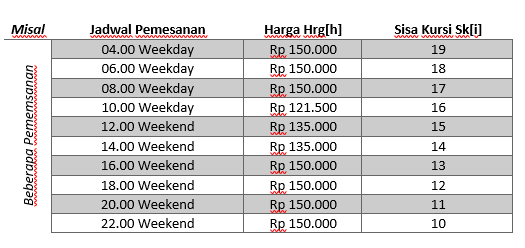 Misal Jadwal Pemesanan Harga Hrg[h] Sisa Kursi Sk[i]
Beberapa Pememsanan
04.00 Weekday Rp 150.000 19
06.00 Weekday Rp 150.000 18
08.00 Weekday Rp 150.000 17
10.00 Weekday Rp 121.500 16
12.00 Weekend Rp 135.000 15
14.00 Weekend Rp 135.000 14
16.00 Weekend Rp 150.000 13
18.00 Weekend Rp 150.000 12
20.00 Weekend Rp 150.000 11
22.00 Weekend Rp 150.000 10